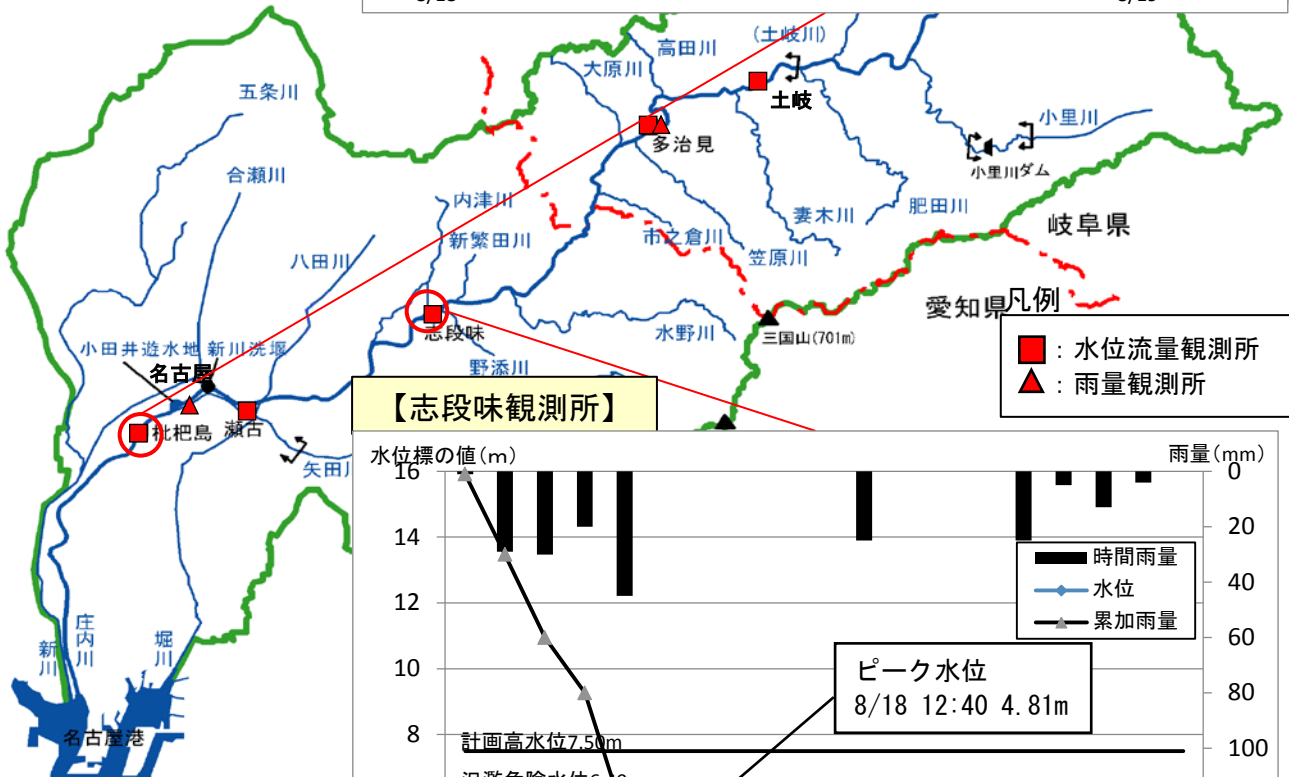 高田川
(土岐川)
大原川
五条川
土岐
小里川
多治見
小里川ダム
合瀬川
内津川
妻木川
肥田川
岐阜県
新繁田川
市之倉川
笠原川
八田川
愛知県
凡例
志段味
水野川
三国山(701m)
:水位流量観測所
:雨量観測所
小田井遊水地
新川洗堰
名古屋
野添川
枇杷島
瀬古
矢田川
【志段味観測所】
水位標の値(m)
雨量(mm)
16
14
12
10
8
0
20
40
60
80
100
時間雨量
水位
累加雨量
ピーク水位
8/18 12:40 4.81m
計画高水位7.50m
新川
庄内川
堀川
名古屋港